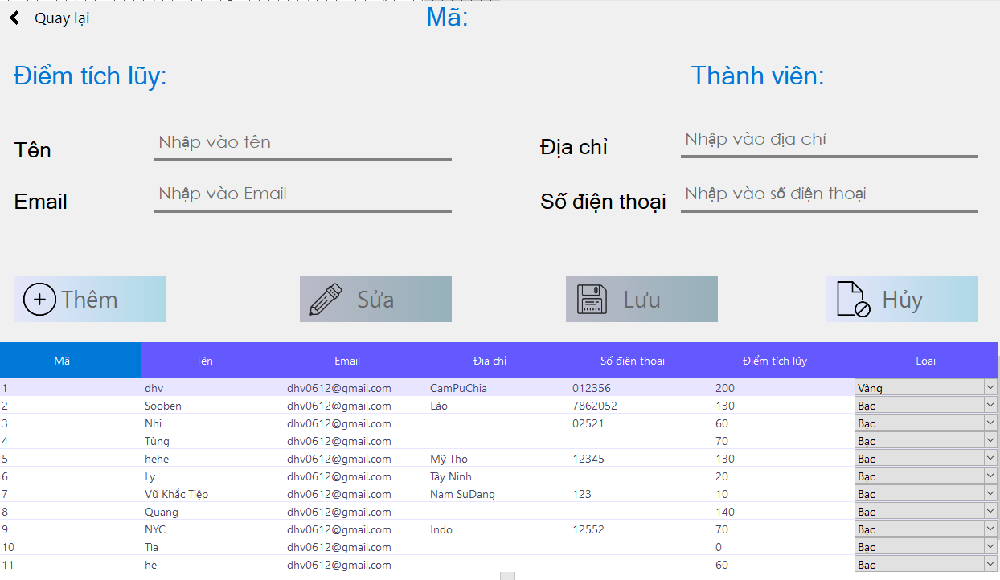 Quay lại
Mã:
Điểm tích lũy: Thành viên:
Tên Nhập vào tên Địa chỉ Nhập vào địa chỉ
Email Nhập vào Email Số điện thoại Nhập vào số điện thoại
Thêm Sửa Lưu Hủy
Mã Tên Email Địa chỉ Số điện thoại Điểm tích lũy Loại
1 dhv dhv0612@gmail.com CamPuChia 012356 200 Vàng
2 Sooben dhv0612@gmail.com Lào 7862052 130 Bạc
3 Nhi dhv0612@gmail.com 02521 60 Bạc
4 Tùng dhv0612@gmail.com 70 Bạc
5 hehe dhv0612@gmail.com Mỹ Tho 12345 130 Bạc
6 Ly dhv0612@gmail.com Tây Ninh 20 Bạc
7 Vũ Khắc Tiệp dhv0612@gmail.com Nam SuDang 123 10 Bạc
8 Quang dhv0612@gmail.com 140 Bạc
9 NYC dhv0612@gmail.com Indo 12552 70 Bạc
10 Tia dhv0612@gmail.com 0 Bạc
11 he dhv0612@gmail.com 60 Bạc